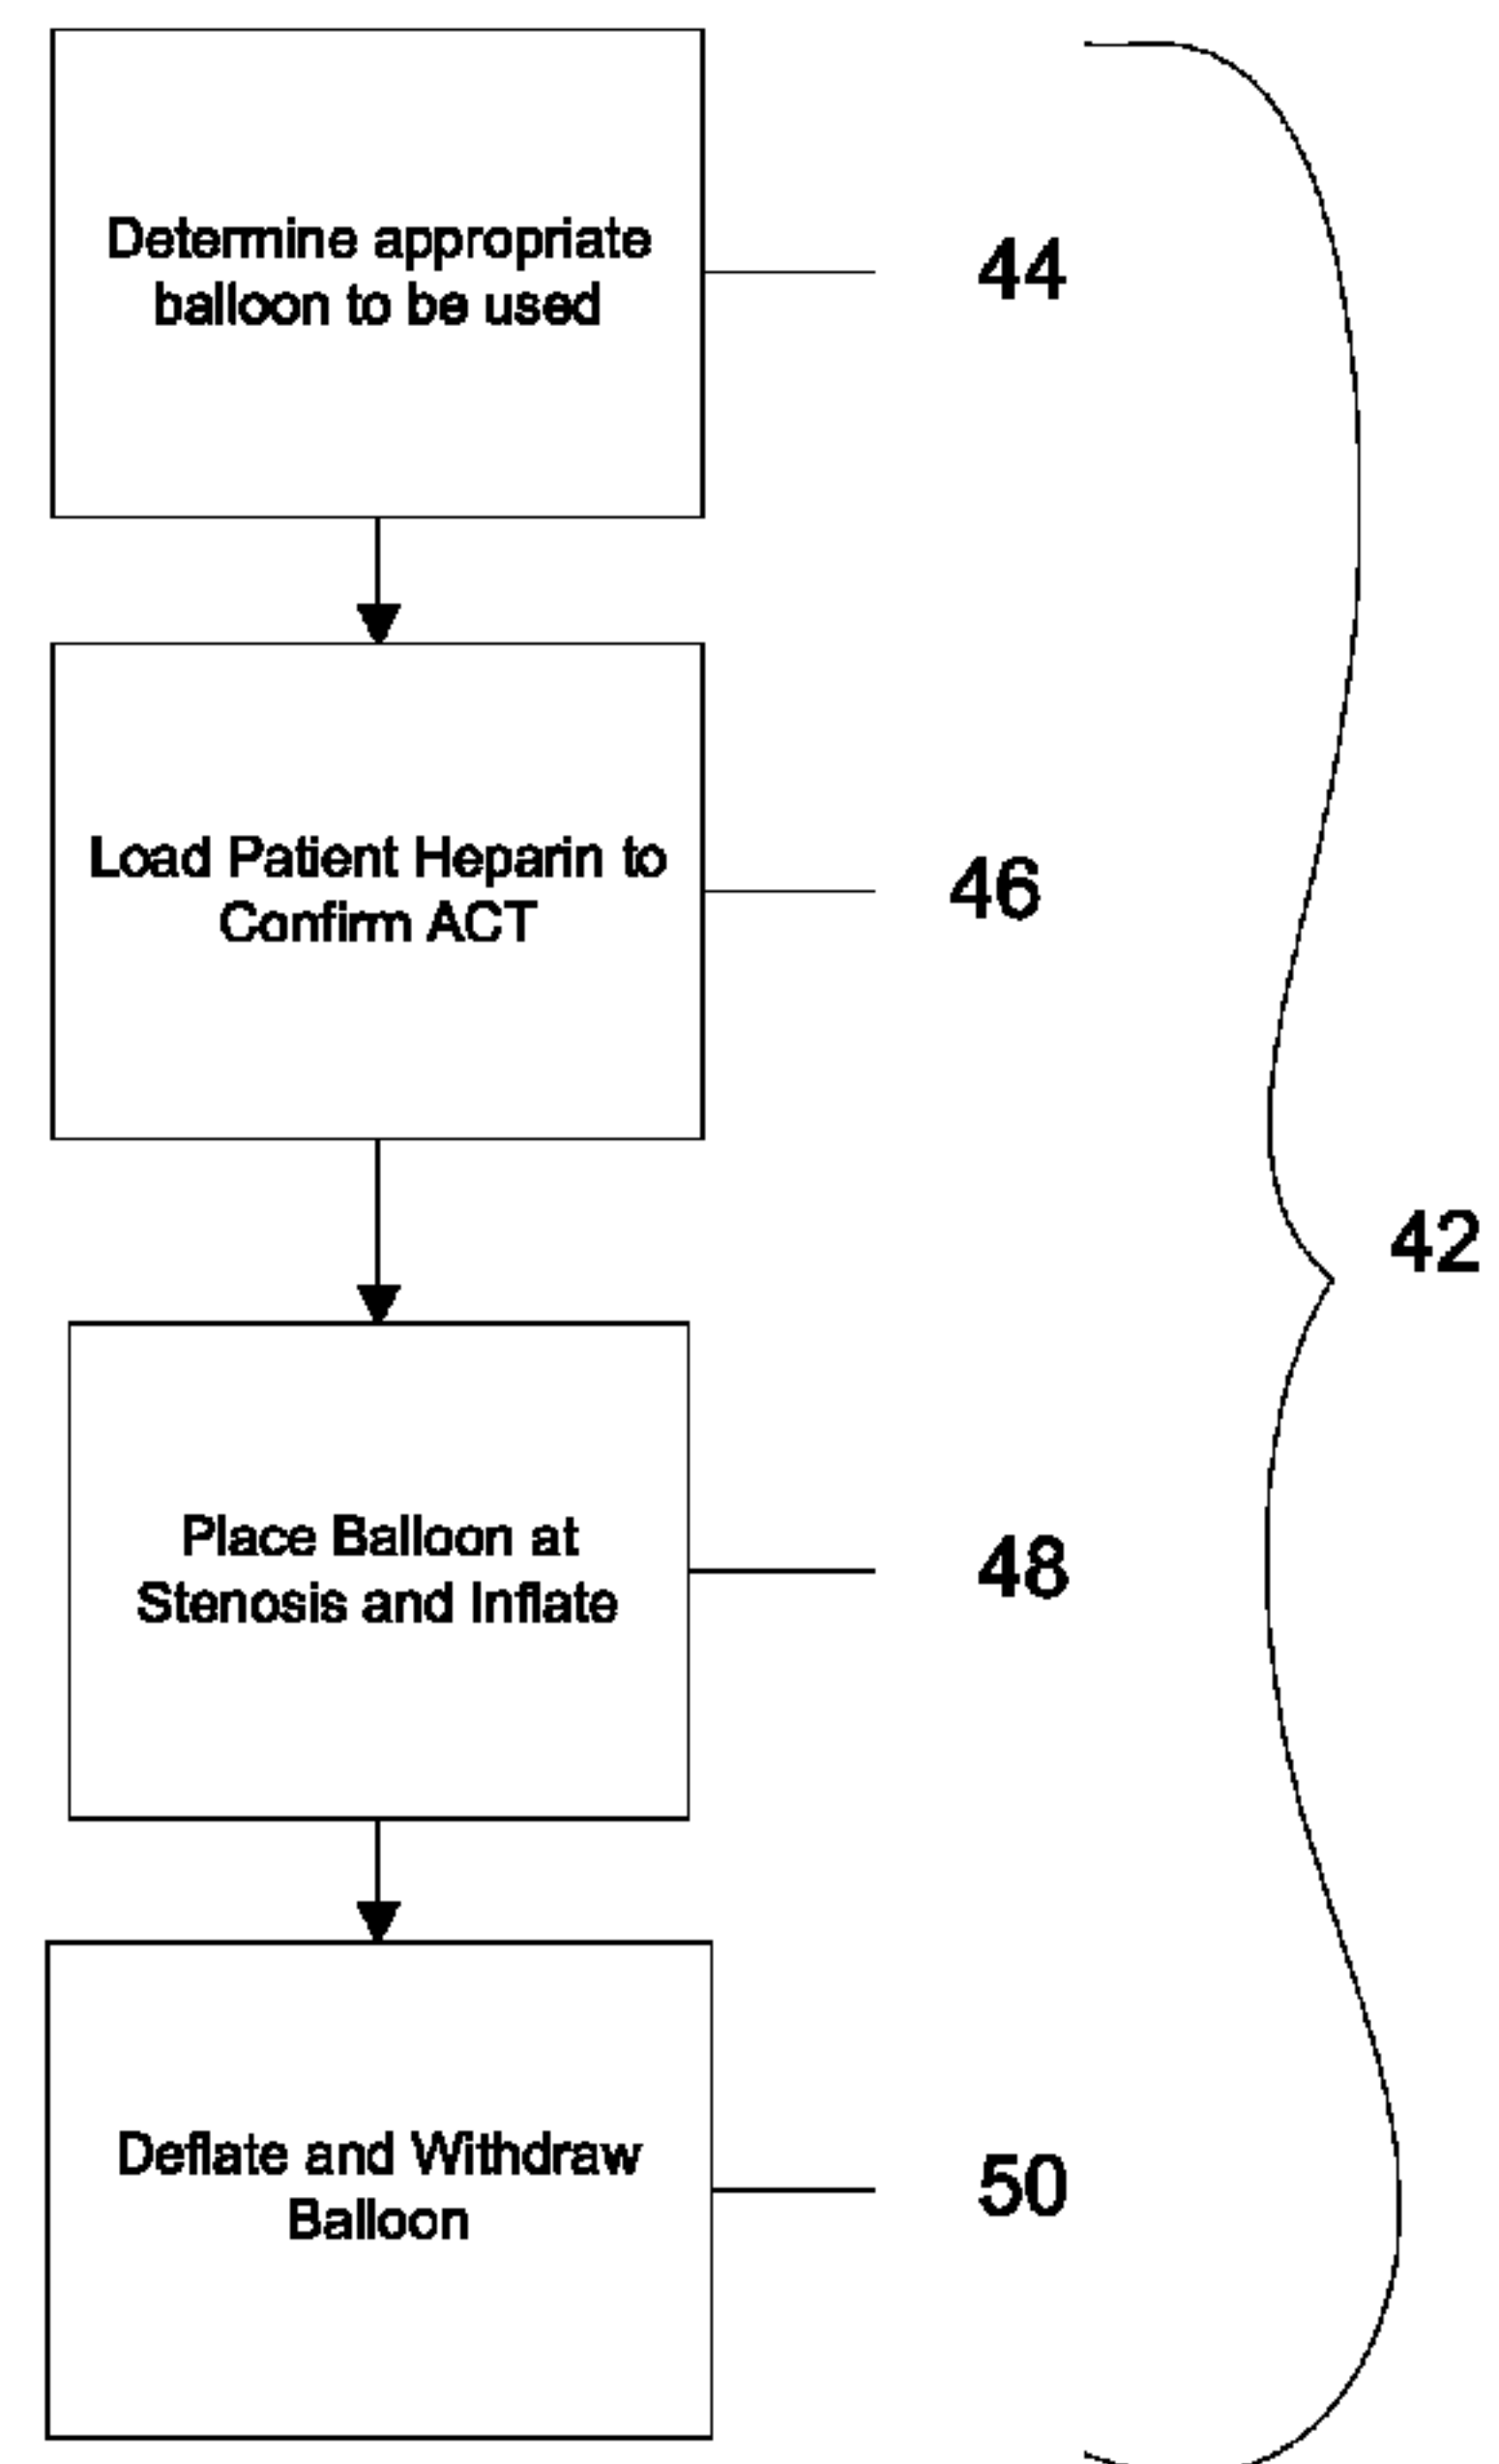 Determine appropriate
balloon to be used
44
Load Patient Heparin to
Confirm ACT
46
42
Place Balloon at
Stenosis and Inflate
48
Deflate and Withdraw
Balloon
50